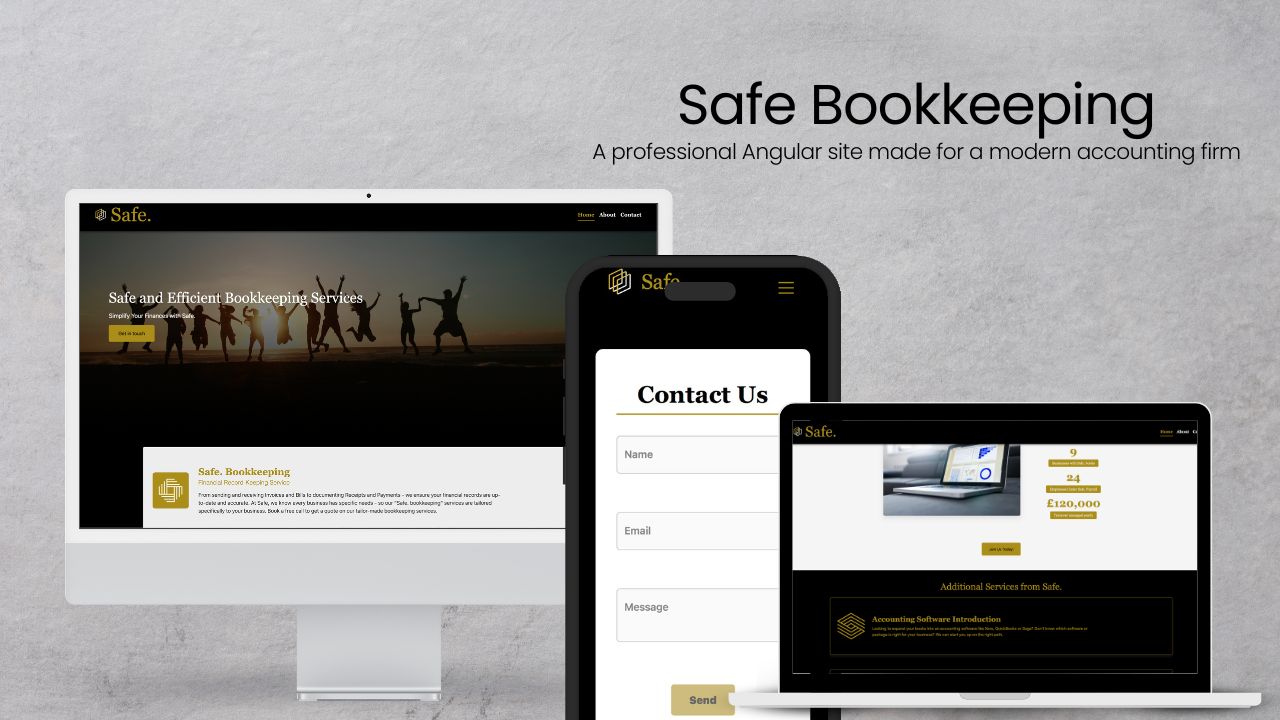 Safe Bookkeeping
A professional Angular site made for a modern accounting firm
Safe.
Home About Contact
Safe and Efficient Bookkeeping Services
Simplify Your Finances with Safe.
Get in touch
Safe. Bookkeeping
Financial Record Keeping Service
From sending and receiving Invoices and Bills to documenting Receipts and Payments - we ensure your financial records are up-
to-date and accurate. At Safe, we know every business has specific needs. Our "Safe. bookkeeping" services are tailored
specifically to your business. Book a free call to get a quote for our bookkeeping services.
Safe
Contact Us
Name
Email
Message
Send
Safe.
Home About
9
24
£120,000
Join Us Today
Additional Services from Safe.
Accounting Software Introduction
Looking to expand your books into an accounting software like Xero, QuickBooks or Sage? Don't know which software or
package is right for your business? We can start you up on the right path.